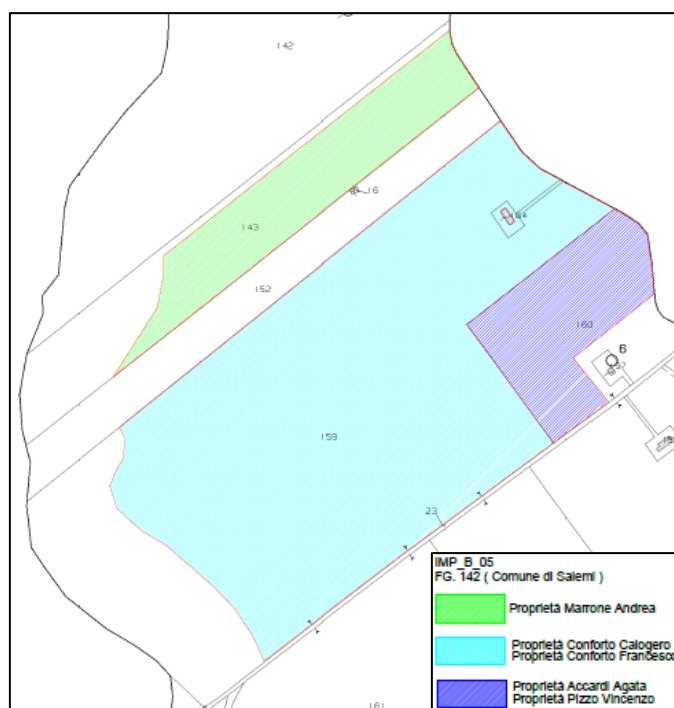 142
16
143
152
160
6
159
23
IMP_B_05
FG. 142 ( Comune di Salemi )
Proprietà Marrone Andrea
Proprietà Conforto Calogero
Proprietà Conforto Francesco
Proprietà Accardi Agata
Proprietà Pizzo Vincenzo
161